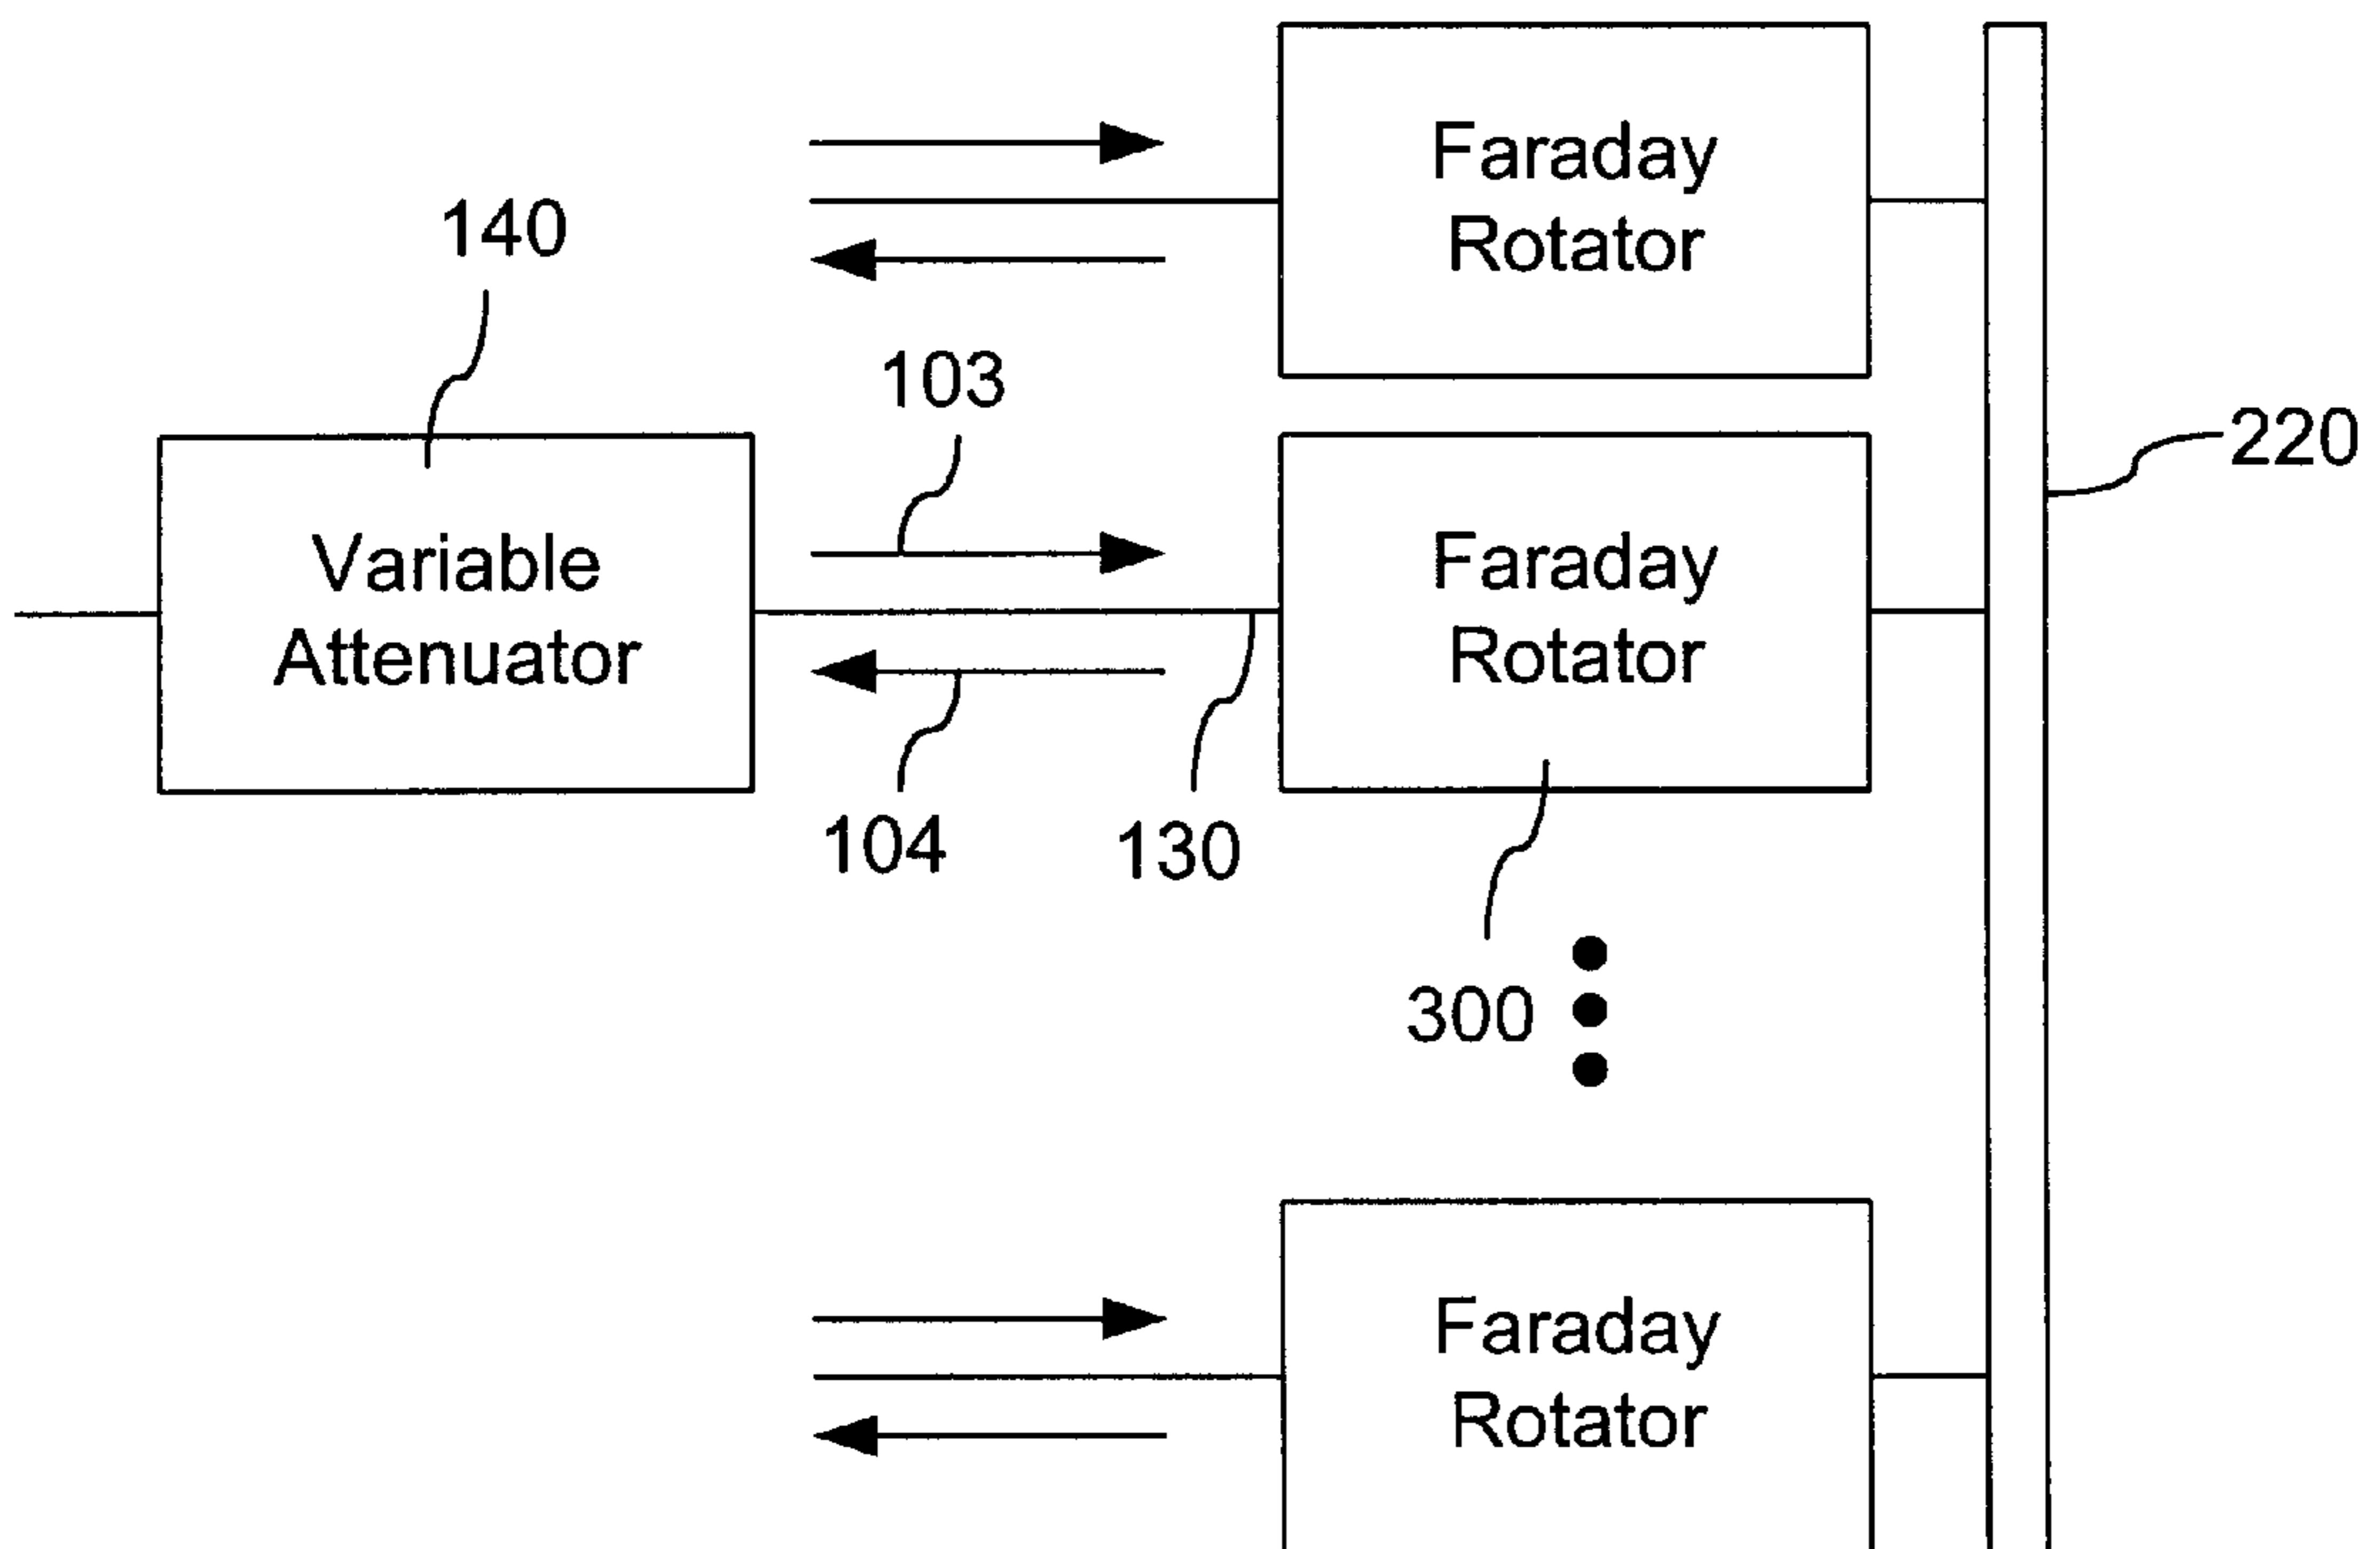 Faraday
Rotator
140
103
220
Variable
Attenuator
Faraday
Rotator
104
130
300
Faraday
Rotator